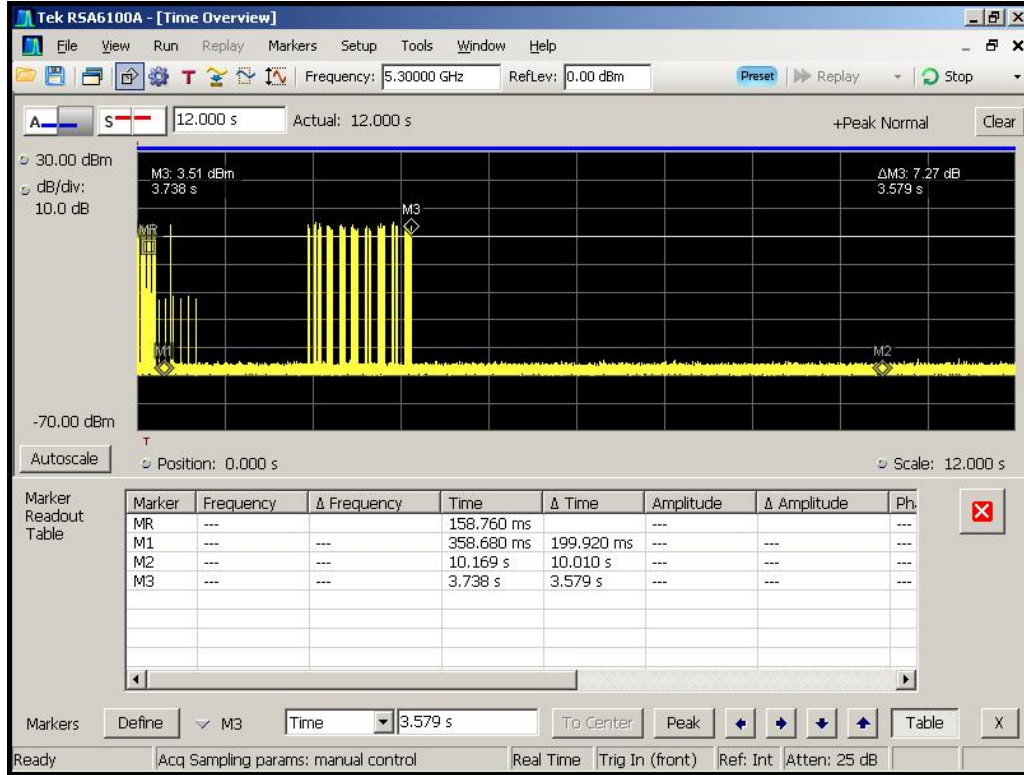 Tek RSA6100A - [Time Overview]
File View Run Replay Markers Setup Tools Window Help
T Frequency: 5.30000 GHz RefLev: 0.00 dBm Preset Replay Stop
A S 12.000 s Actual: 12.000 s +Peak Normal Clear
30.00 dBm
dB/div:
10.0 dB
M3: 3.51 dBm
3.738 s
ΔM3: 7.27 dB
3.579 s
M3
MR
M1
M2
-70.00 dBm
T
Autoscale Position: 0.000 s Scale: 12.000 s
Marker
Readout
Table
Marker Frequency Δ Frequency Time Δ Time Amplitude Δ Amplitude Ph
MR --- 158.760 ms --- ---
M1 --- --- 358.680 ms 199.920 ms --- --- ---
M2 --- --- 10.169 s 10.010 s --- --- ---
M3 --- --- 3.738 s 3.579 s --- --- ---
Markers Define M3 Time 3.579 s To Center Peak Table X
Ready Acq Sampling params: manual control Real Time Trig In (front) Ref: Int Atten: 25 dB